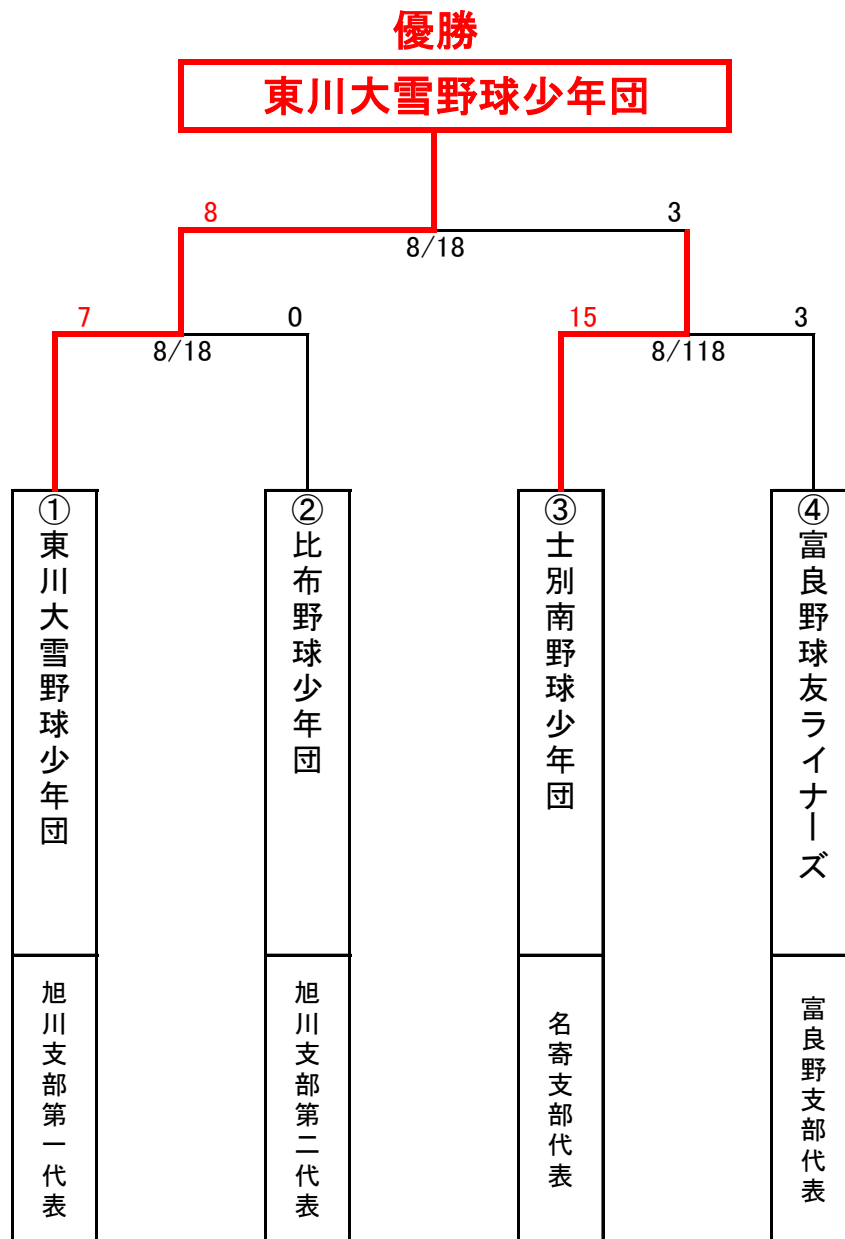 優勝
東川大雪野球少年団
8
3
8/18
7
0
15
3
8/18
8/118
①東川大雪野球少年団
②比布野球少年団
③士別南野球少年団
④富良野球友ライナーズ
旭川支部第一代表
旭川支部第二代表
名寄支部代表
富良野支部代表